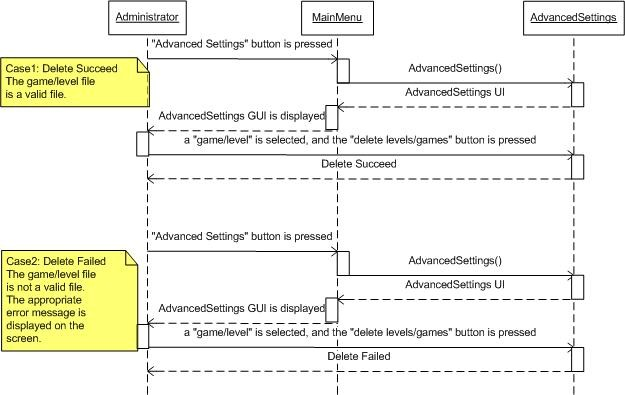 Administrator
MainMenu
AdvancedSettings
"Advanced Settings" button is pressed
Case1: Delete Succeed
The game/level file
is a valid file.
AdvancedSettings()
AdvancedSettings UI
AdvancedSettings GUI is displayed
a "game/level" is selected, and the "delete levels/games" button is pressed
Delete Succeed
"Advanced Settings" button is pressed
Case2: Delete Failed
The game/level file
is not a valid file.
The appropriate
error message is
displayed on the
screen.
AdvancedSettings()
AdvancedSettings UI
AdvancedSettings GUI is displayed
a "game/level" is selected, and the "delete levels/games" button is pressed
Delete Failed